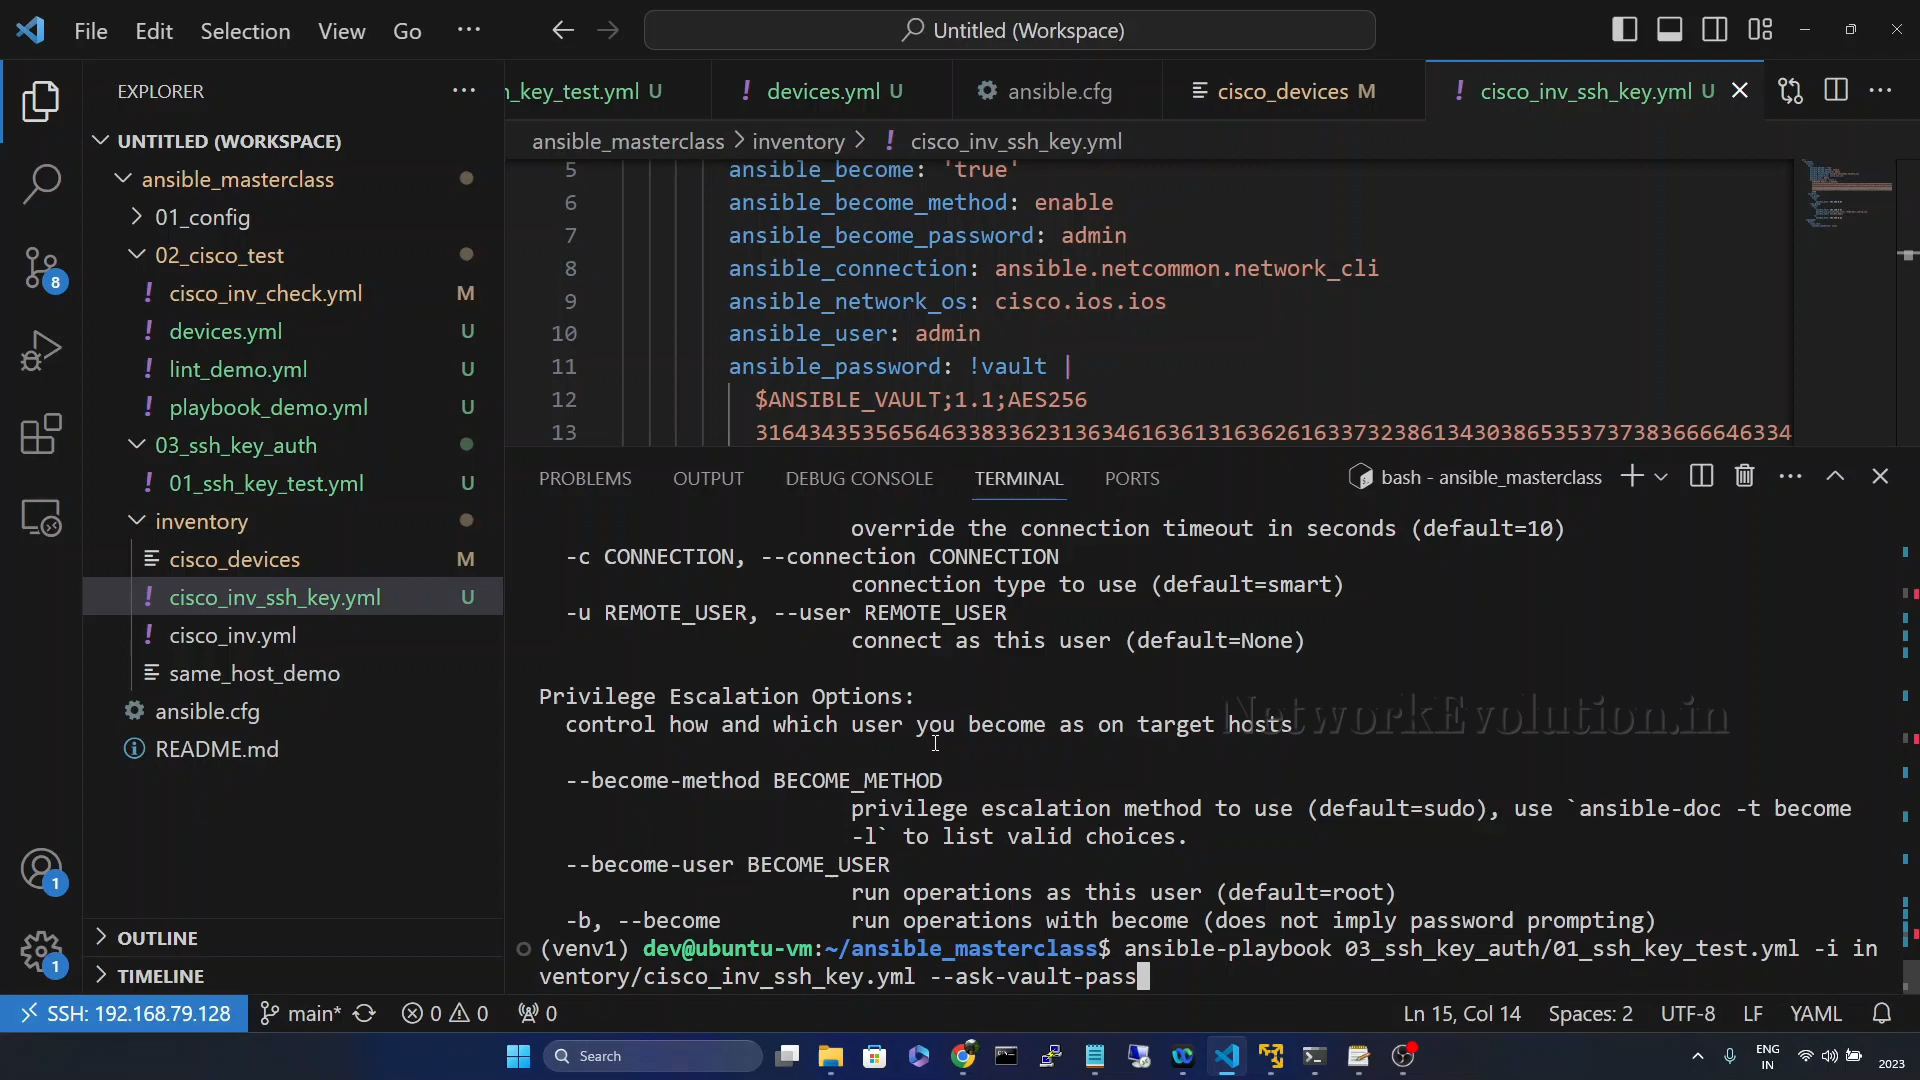 File Edit Selection View Go ··· Untitled (Workspace)
EXPLORER ···
UNTITLED (WORKSPACE)
ansible_masterclass
01_config
02_cisco_test
! cisco_inv_check.yml M
! devices.yml U
! lint_demo.yml U
! playbook_demo.yml U
03_ssh_key_auth
! 01_ssh_key_test.yml U
inventory
cisco_devices M
! cisco_inv_ssh_key.yml U
! cisco_inv.yml
same_host_demo
ansible.cfg
README.md
OUTLINE
TIMELINE
8
1
1
_key_test.yml U ! devices.yml U ansible.cfg cisco_devices M ! cisco_inv_ssh_key.yml U
ansible_masterclass > inventory > ! cisco_inv_ssh_key.yml
5 ansible_become: 'true'
6 ansible_become_method: enable
7 ansible_become_password: admin
8 ansible_connection: ansible.netcommon.network_cli
9 ansible_network_os: cisco.ios.ios
10 ansible_user: admin
11 ansible_password: !vault |
12 $ANSIBLE_VAULT;1.1;AES256
13
PROBLEMS OUTPUT DEBUG CONSOLE TERMINAL PORTS bash - ansible_masterclass
override the connection timeout in seconds (default=10)
-c CONNECTION, --connection CONNECTION
connection type to use (default=smart)
-u REMOTE_USER, --user REMOTE_USER
connect as this user (default=None)
Privilege Escalation Options:
control how and which user you become as on target hosts
NetworkEvolution.in
--become-method BECOME_METHOD
privilege escalation method to use (default=sudo), use `ansible-doc -t become
-l` to list valid choices.
--become-user BECOME_USER
run operations as this user (default=root)
-b, --become run operations with become (does not imply password prompting)
(venv1) dev@ubuntu-vm:~/ansible_masterclass$ ansible-playbook 03_ssh_key_auth/01_ssh_key_test.yml -i in
ventory/cisco_inv_ssh_key.yml --ask-vault-pass
SSH: 192.168.79.128 main* 0 0 0 Ln 15, Col 14 Spaces: 2 UTF-8 LF YAML
Search ENG
IN 2023